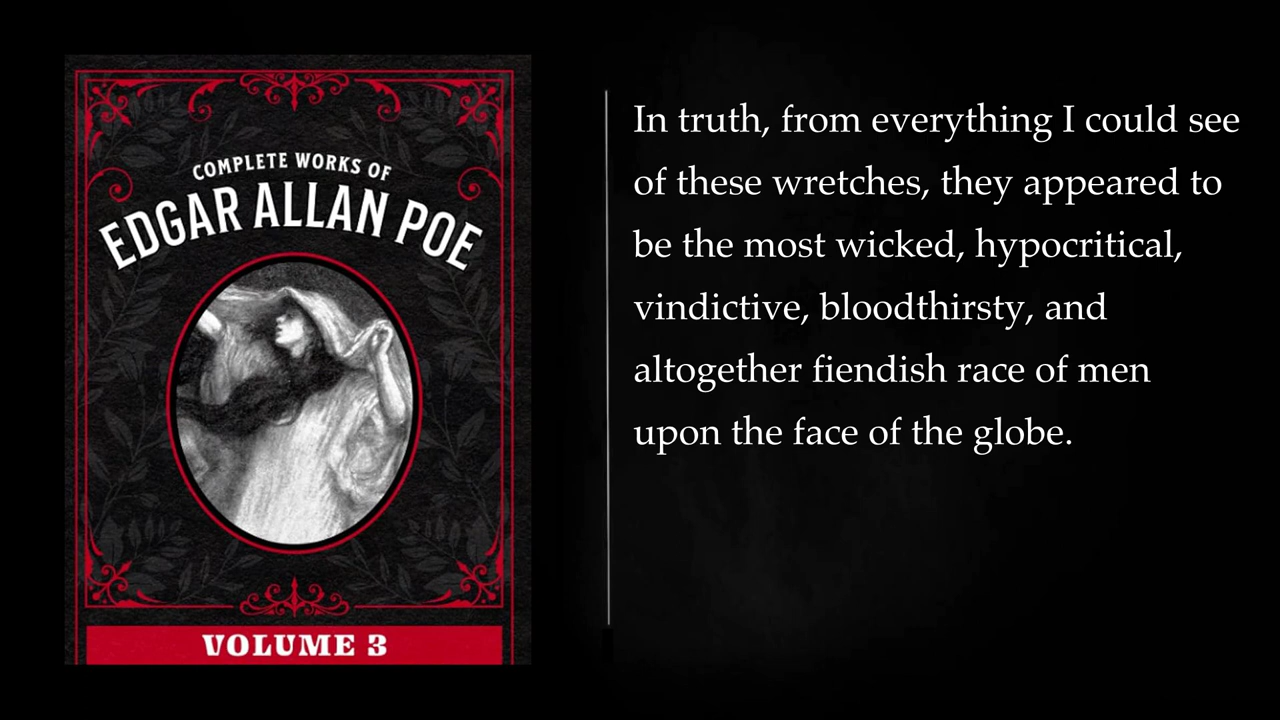 COMPLETE WORKS OF
EDGAR ALLAN POE
VOLUME 3
In truth, from everything I could see
of these wretches, they appeared to
be the most wicked, hypocritical,
vindictive, bloodthirsty, and
altogether fiendish race of men
upon the face of the globe.